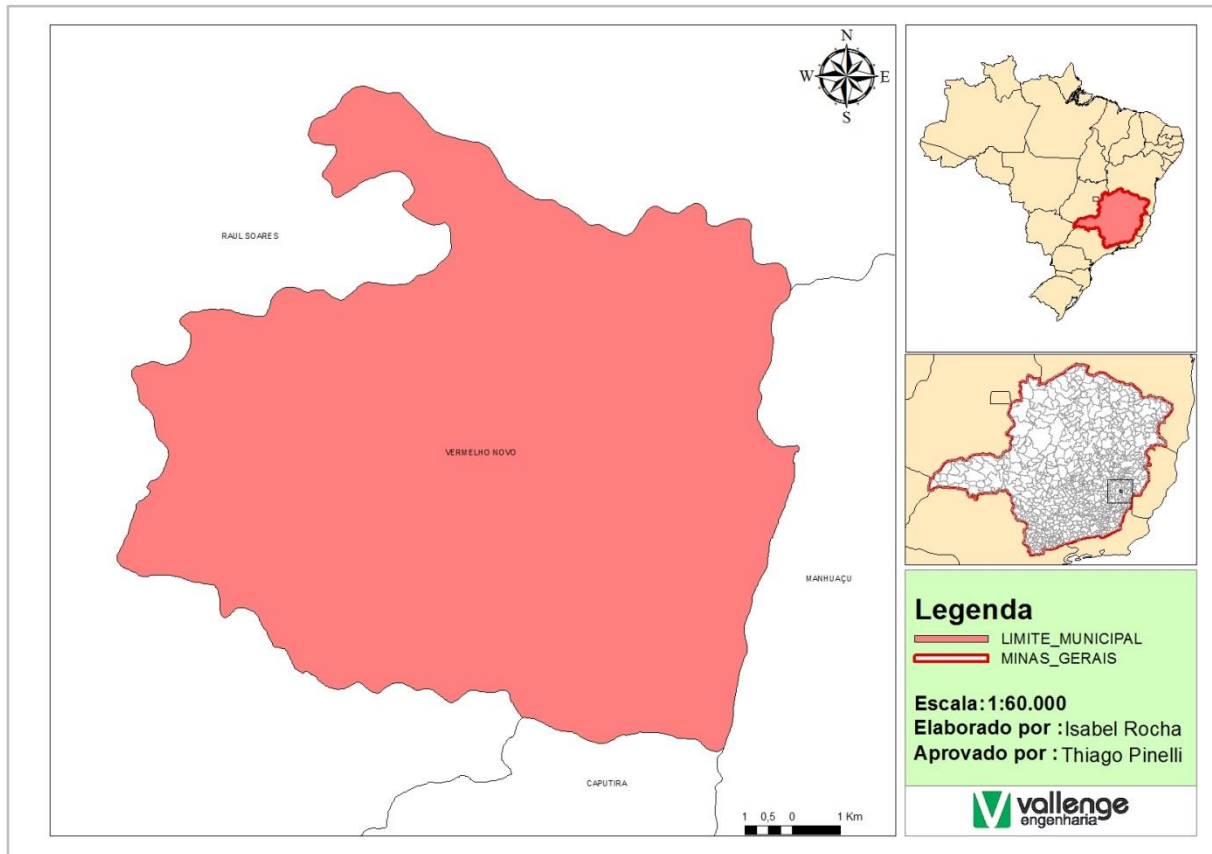 N
W E
S
RAUL SOARES
VERMELHO NOVO
MANHUAÇU
CAPUTIRA
1 0,5 0 1 Km
Legenda
LIMITE_MUNICIPAL
MINAS_GERAIS
Escala:1:60.000
Elaborado por : Isabel Rocha
Aprovado por : Thiago Pinelli
vallenge
engenharia